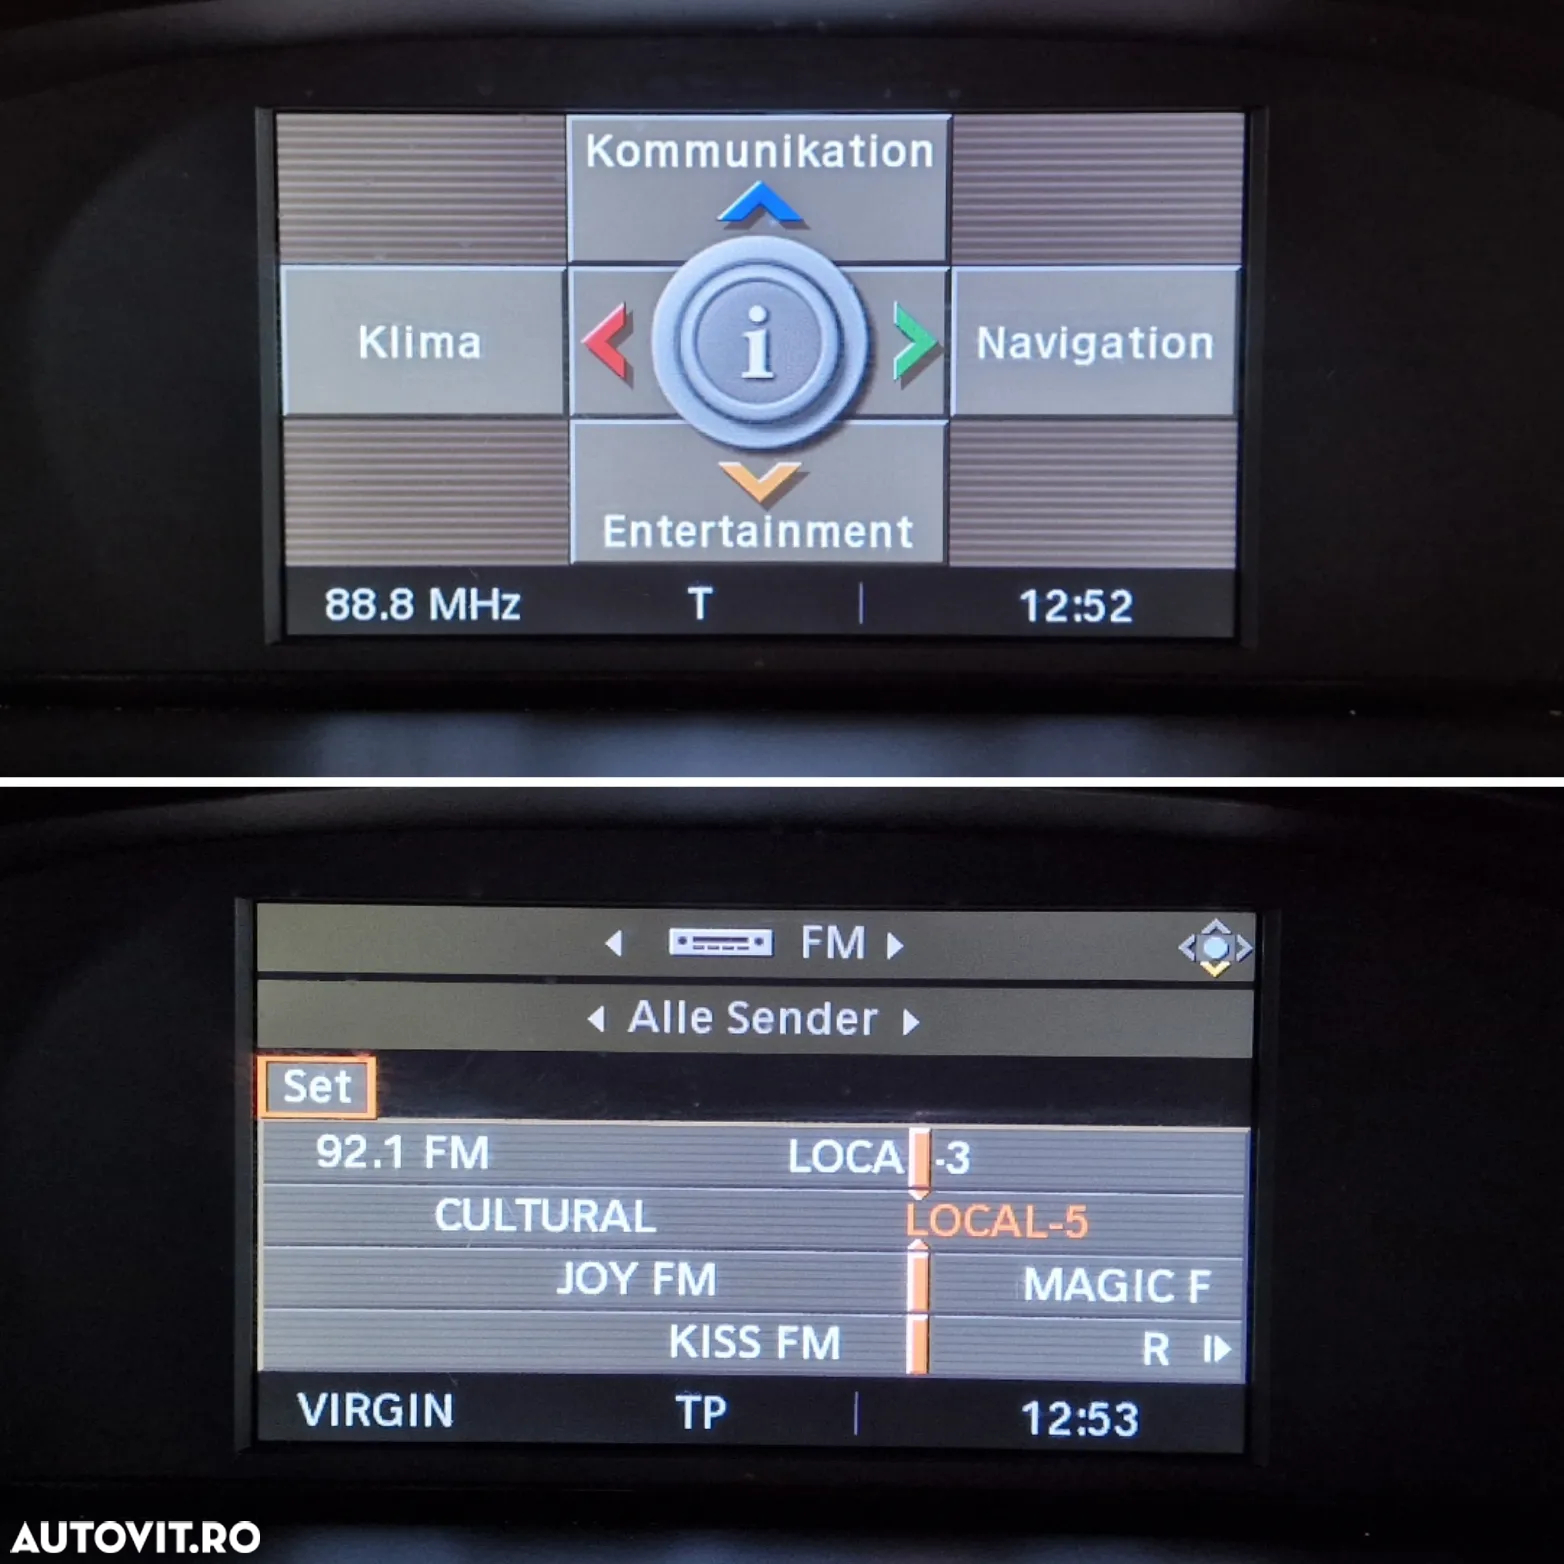 Kommunikation
Klima
i
Navigation
Entertainment
88.8 MHz T 12:52
FM
Alle Sender
Set
92.1 FM LOCA -3
CULTURAL LOCAL-5
JOY FM MAGIC F
KISS FM R
VIRGIN TP 12:53
AUTOVIT.RO